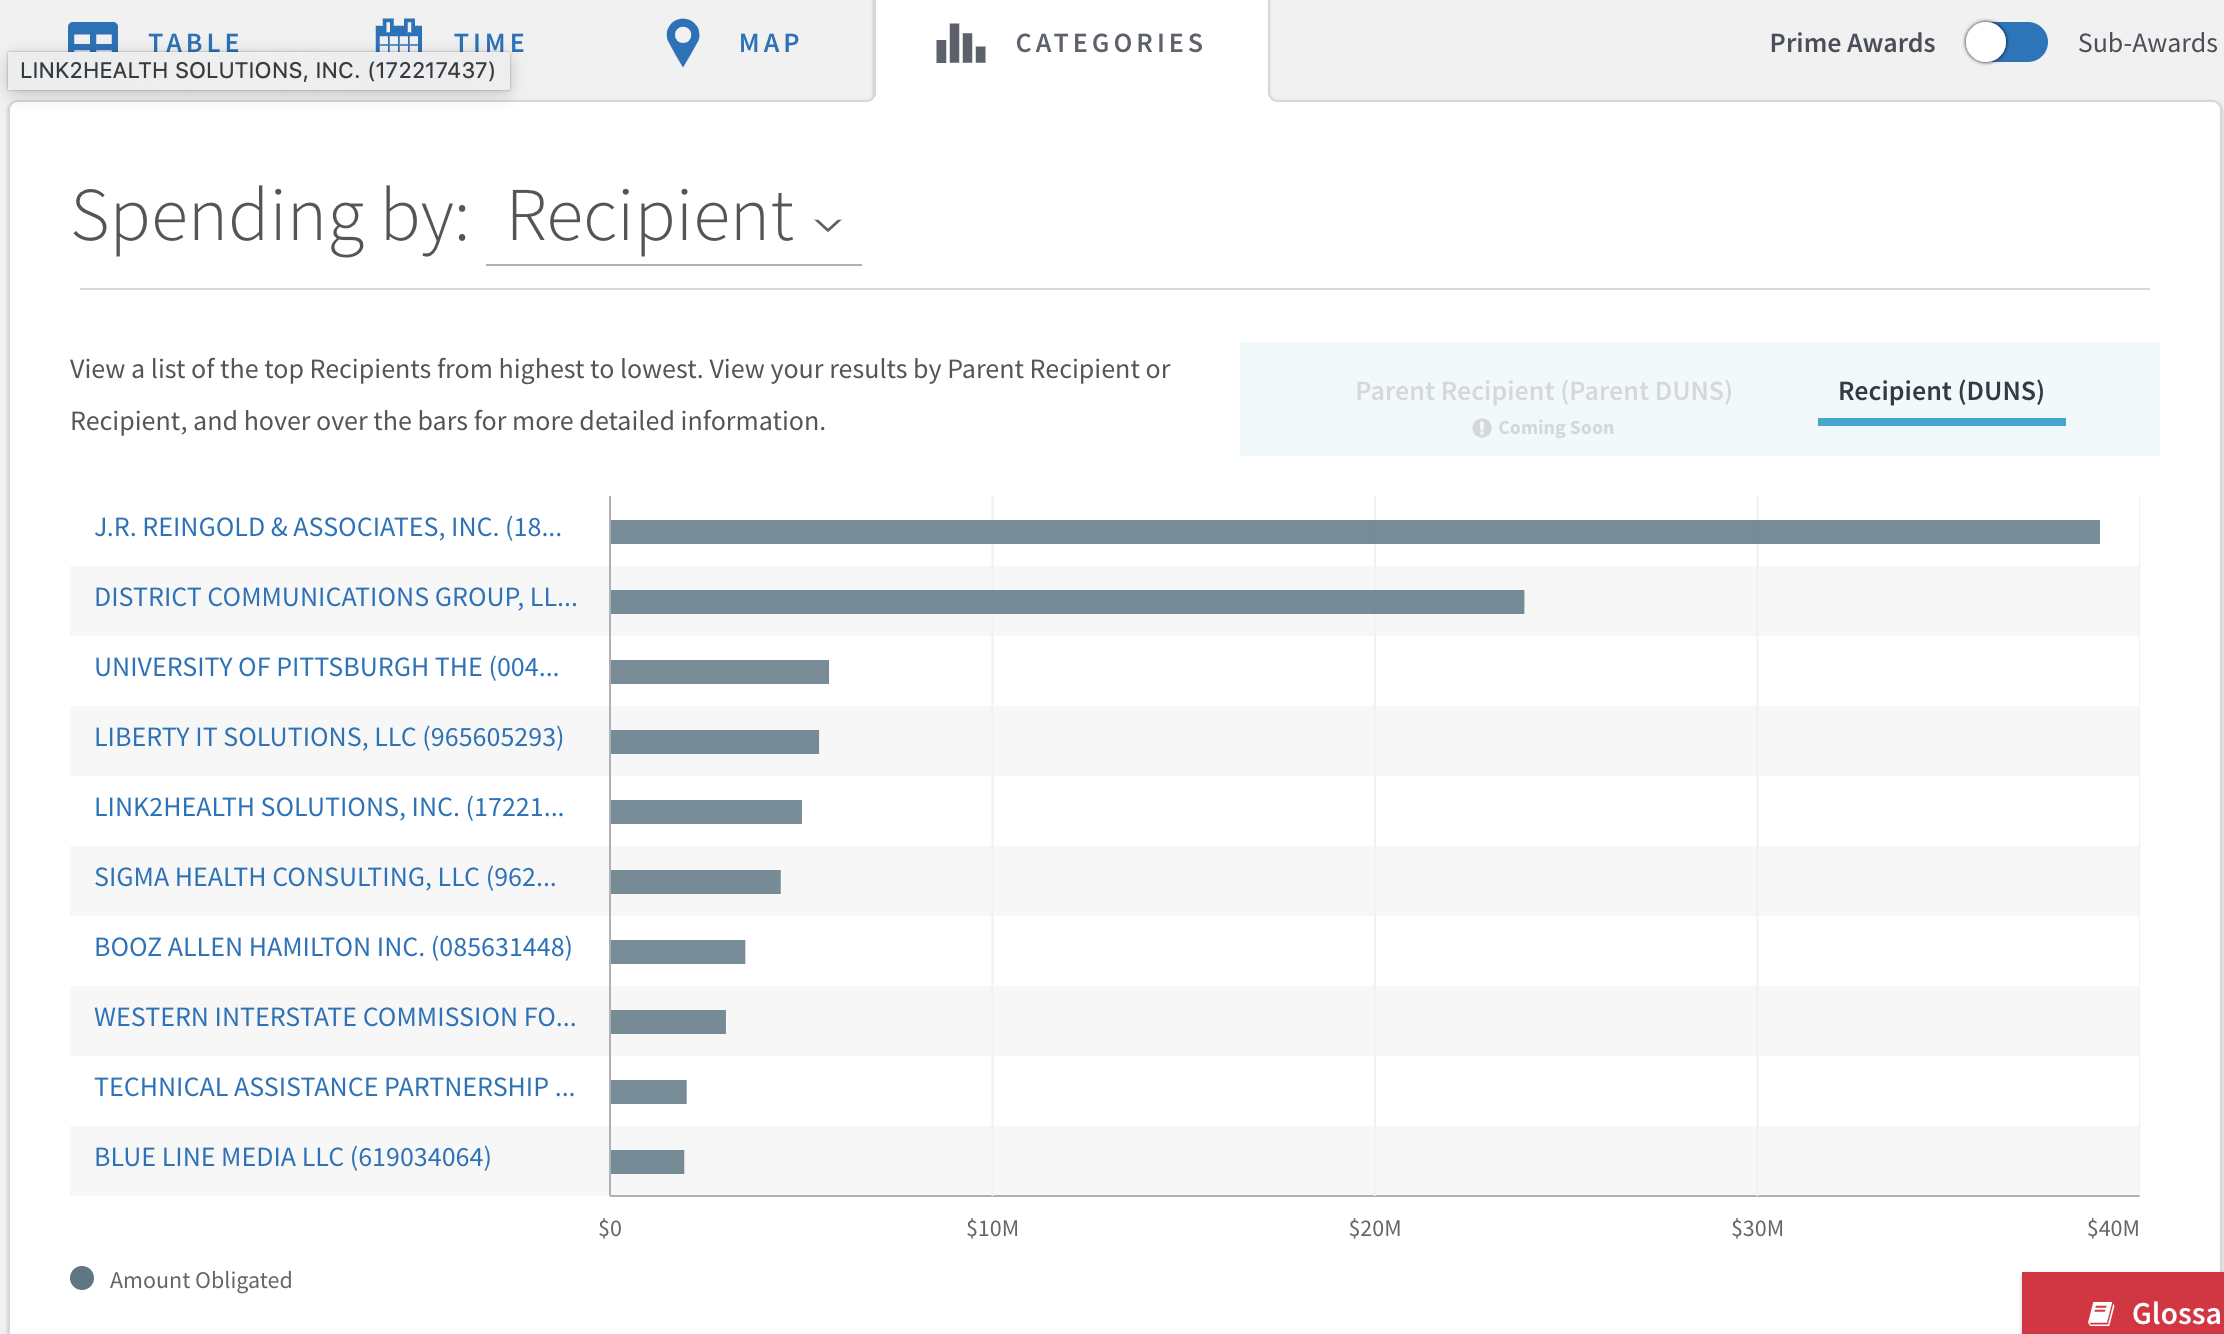 TABLE
TIME
MAP
CATEGORIES
Prime Awards
Sub-Awards
LINK2HEALTH SOLUTIONS, INC. (172217437)
Spending by: Recipient
View a list of the top Recipients from highest to lowest. View your results by Parent Recipient or
Recipient, and hover over the bars for more detailed information.
Parent Recipient (Parent DUNS)
Coming Soon
Recipient (DUNS)
J.R. REINGOLD & ASSOCIATES, INC. (18...
DISTRICT COMMUNICATIONS GROUP, LL...
UNIVERSITY OF PITTSBURGH THE (004...
LIBERTY IT SOLUTIONS, LLC (965605293)
LINK2HEALTH SOLUTIONS, INC. (17221...
SIGMA HEALTH CONSULTING, LLC (962...
BOOZ ALLEN HAMILTON INC. (085631448)
WESTERN INTERSTATE COMMISSION FO...
TECHNICAL ASSISTANCE PARTNERSHIP ...
BLUE LINE MEDIA LLC (619034064)
$0 $10M $20M $30M $40M
Amount Obligated
Glossa